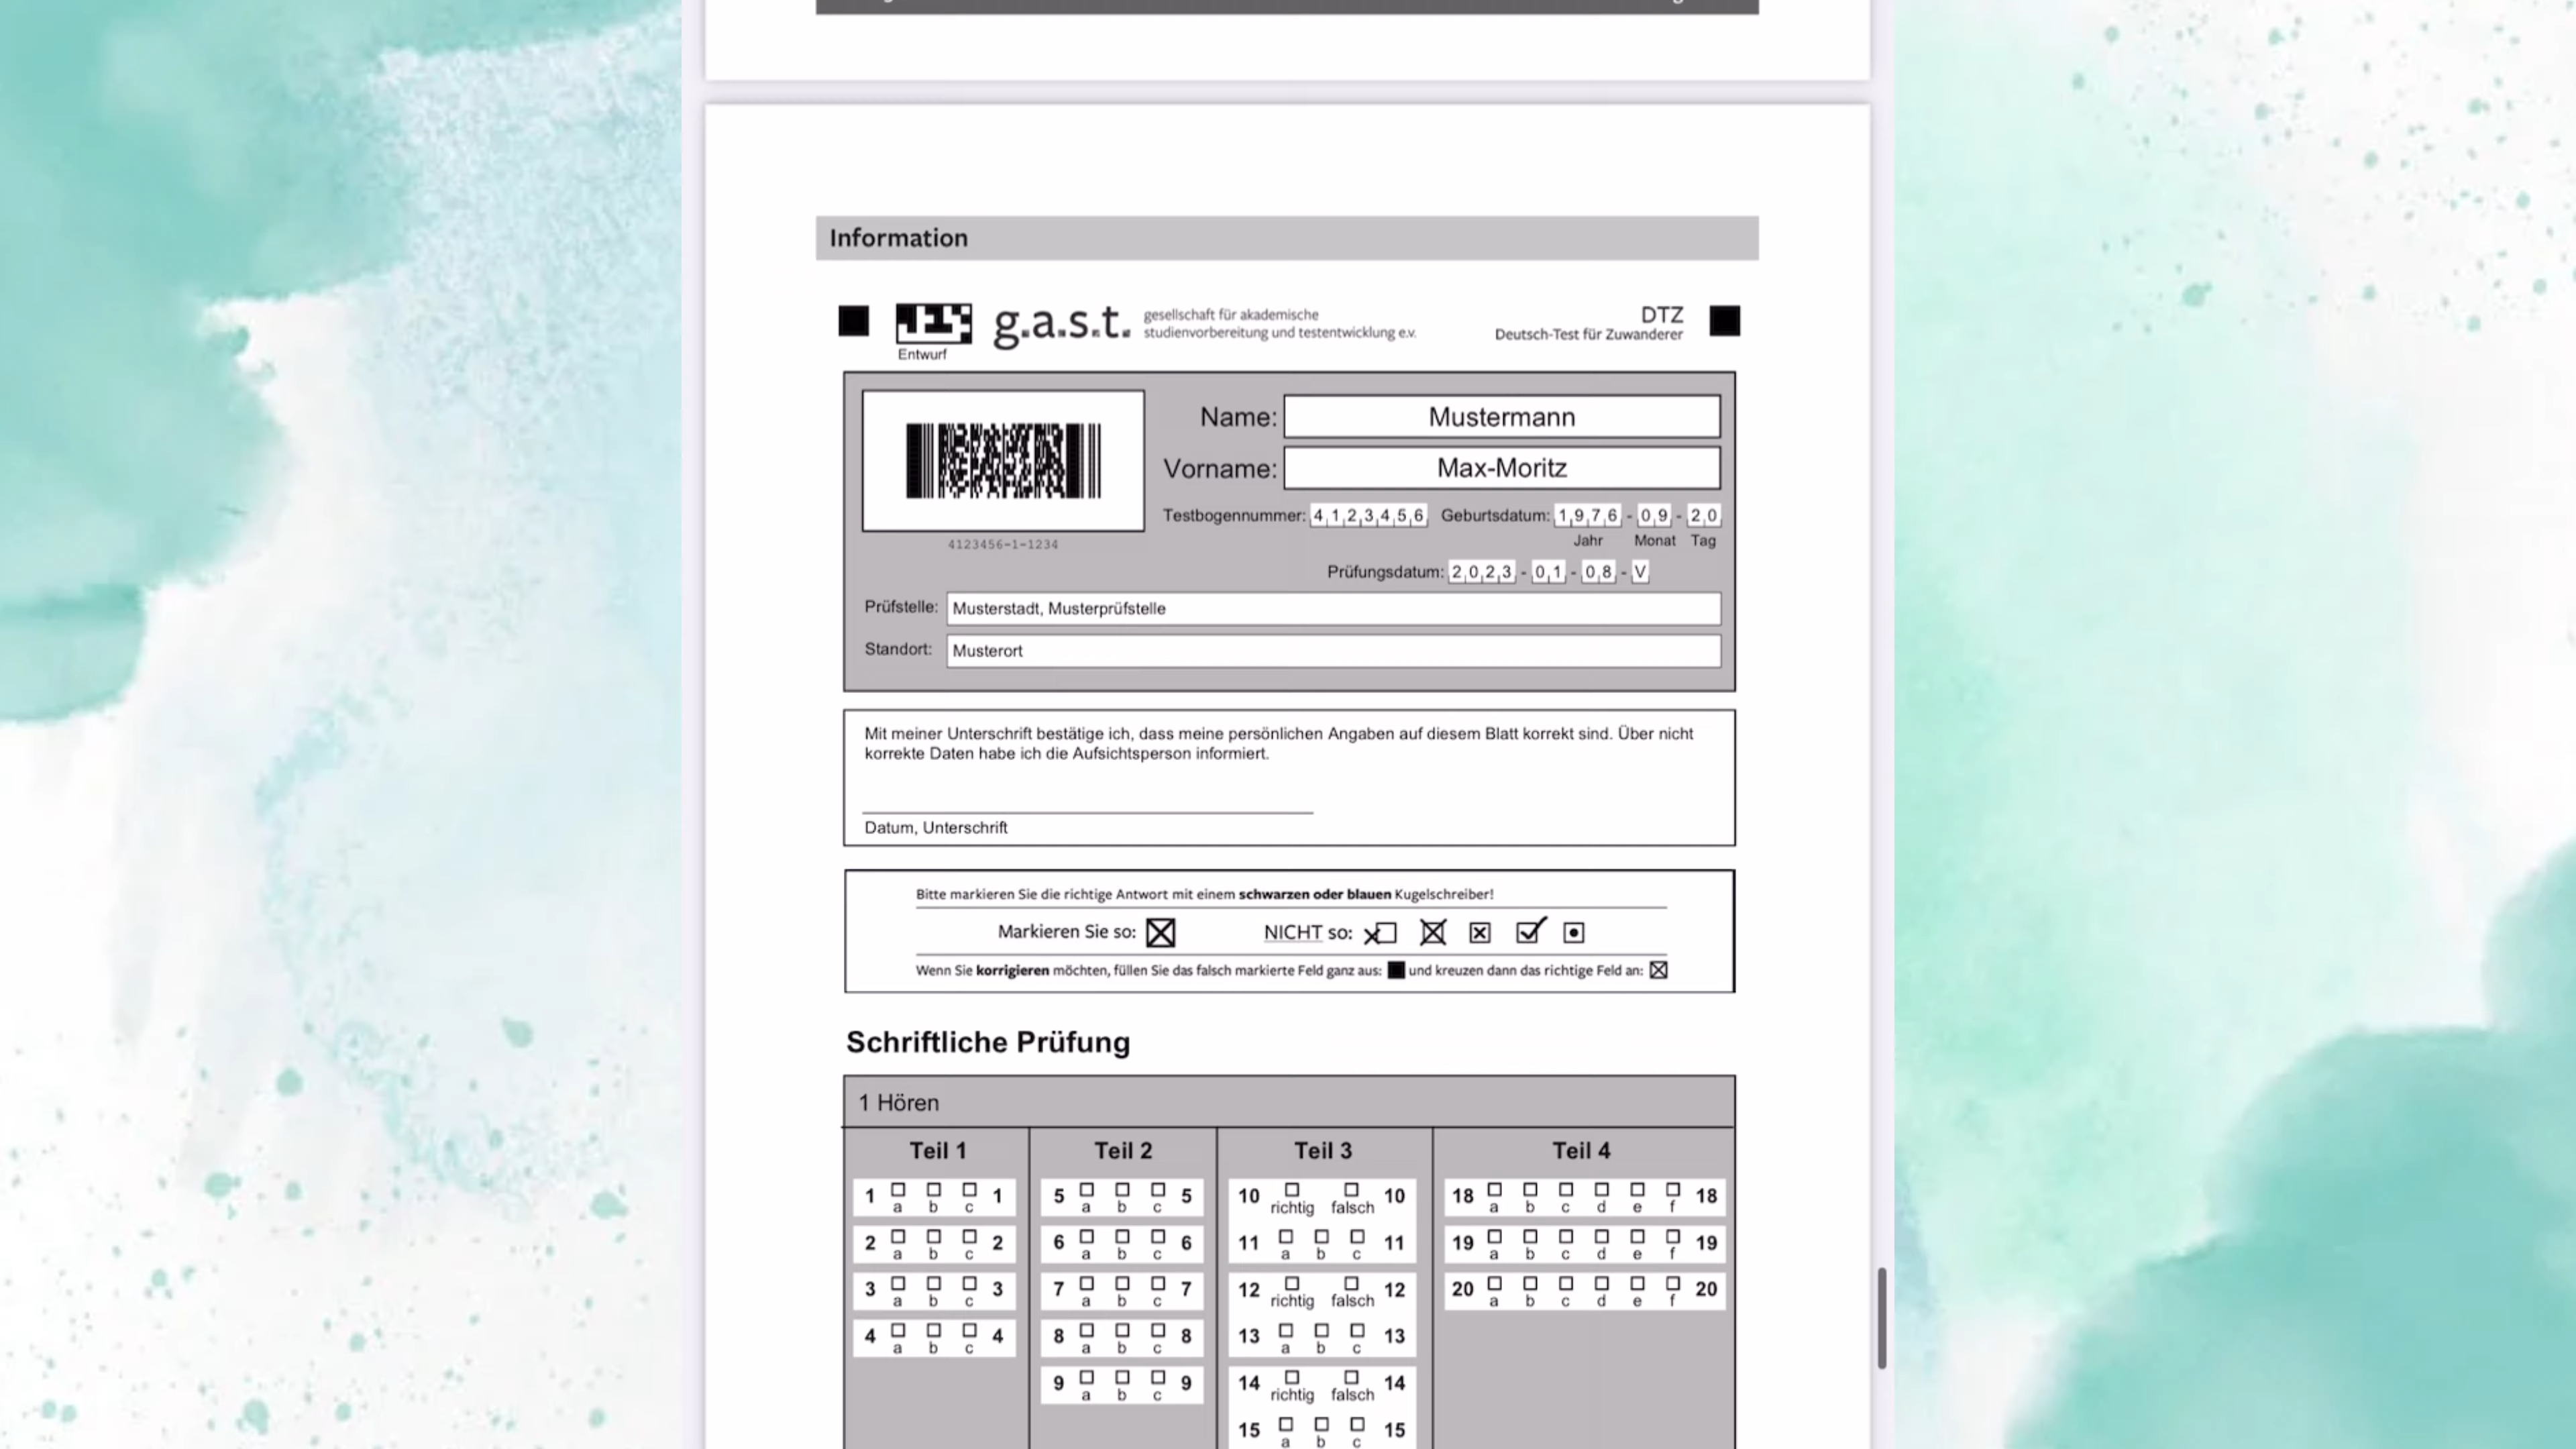 Information
g.a.s.t. gesellschaft für akademische
studienvorbereitung und testentwicklung e.v.
DTZ
Deutsch-Test für Zuwanderer
Entwurf
Name: Mustermann
Vorname: Max-Moritz
Testbogennummer: 4123456 Geburtsdatum: 1976 - 09 - 20
Jahr Monat Tag
4123456-1-1234
Prüfungsdatum: 2023 - 01 - 08 - V
Prüfstelle: Musterstadt, Musterprüfstelle
Standort: Musterort
Mit meiner Unterschrift bestätige ich, dass meine persönlichen Angaben auf diesem Blatt korrekt sind. Über nicht
korrekte Daten habe ich die Aufsichtsperson informiert.
Datum, Unterschrift
Bitte markieren Sie die richtige Antwort mit einem schwarzen oder blauen Kugelschreiber!
Markieren Sie so: NICHT so:
Wenn Sie korrigieren möchten, füllen Sie das falsch markierte Feld ganz aus: und kreuzen dann das richtige Feld an:
Schriftliche Prüfung
1 Hören
Teil 1 Teil 2 Teil 3 Teil 4
1 1 5 5 10 10 18 18
a b c a b c richtig falsch a b c d e f
2 2 6 6 11 11 19 19
a b c a b c a b c a b c d e f
3 3 7 7 12 12 20 20
a b c a b c richtig falsch a b c d e f
4 4 8 8 13 13
a b c a b c a b c
9 9 14 14
a b c richtig falsch
15 15
a b c